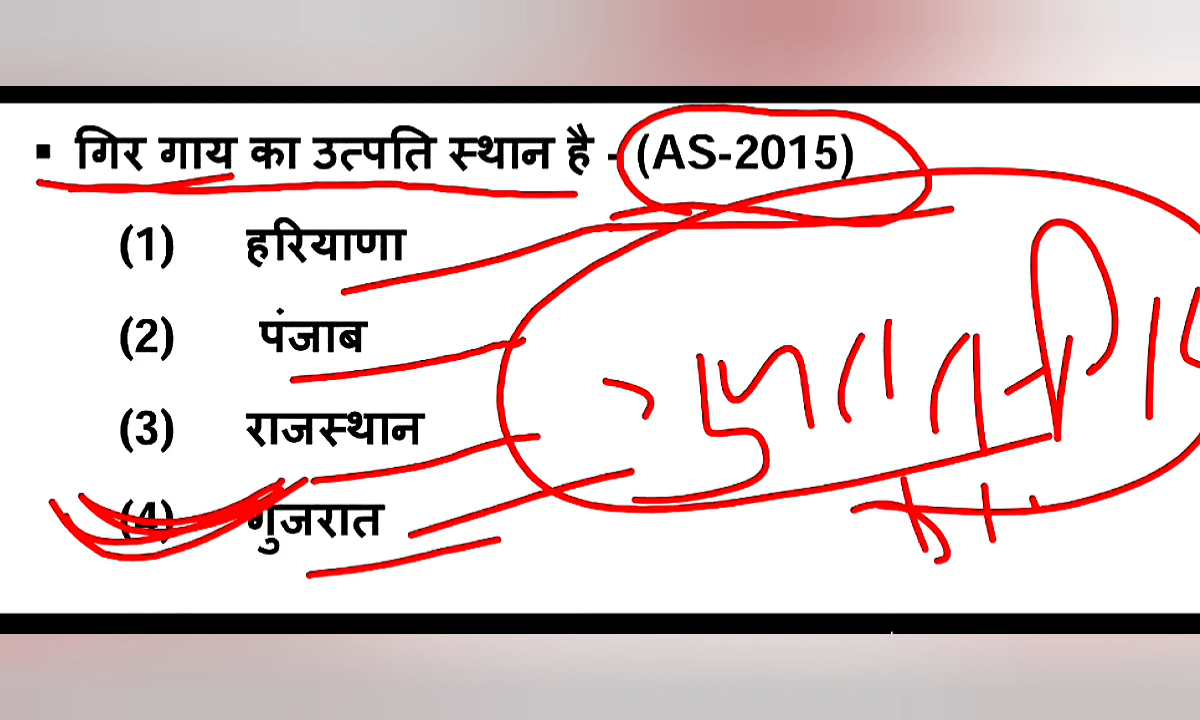 ▪ गिर गाय का उत्पति स्थान है - (AS-2015)
(1) हरियाणा
(2) पंजाब
(3) राजस्थान
(4) गुजरात